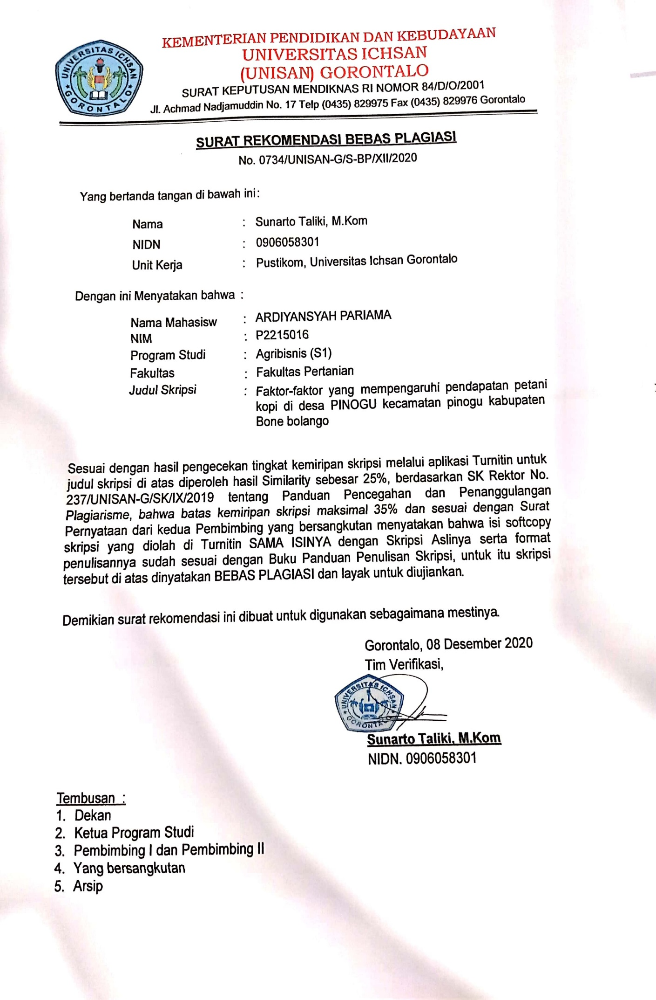 KEMENTERIAN PENDIDIKAN DAN KEBUDAYAAN
UNIVERSITAS ICHSAN
(UNISAN) GORONTALO
SURAT KEPUTUSAN MENDIKNAS RI NOMOR 84/D/O/2001
Jl. Achmad Nadjamuddin No. 17 Telp (0435) 829975 Fax (0435) 829976 Gorontalo
UNIVERSITAS ICHSAN
GORONTALO
SURAT REKOMENDASI BEBAS PLAGIASI
No. 0734/UNISAN-G/S-BP/XII/2020
Yang bertanda tangan di bawah ini:
Nama : Sunarto Taliki, M.Kom
NIDN : 0906058301
Unit Kerja : Pustikom, Universitas Ichsan Gorontalo
Dengan ini Menyatakan bahwa :
Nama Mahasisw : ARDIYANSYAH PARIAMA
NIM : P2215016
Program Studi : Agribisnis (S1)
Fakultas : Fakultas Pertanian
Judul Skripsi : Faktor-faktor yang mempengaruhi pendapatan petani
kopi di desa PINOGU kecamatan pinogu kabupaten
Bone bolango
Sesuai dengan hasil pengecekan tingkat kemiripan skripsi melalui aplikasi Turnitin untuk
judul skripsi di atas diperoleh hasil Similarity sebesar 25%, berdasarkan SK Rektor No.
237/UNISAN-G/SK/IX/2019 tentang Panduan Pencegahan dan Penanggulangan
Plagiarisme, bahwa batas kemiripan skripsi maksimal 35% dan sesuai dengan Surat
Pernyataan dari kedua Pembimbing yang bersangkutan menyatakan bahwa isi softcopy
skripsi yang diolah di Turnitin SAMA ISINYA dengan Skripsi Aslinya serta format
penulisannya sudah sesuai dengan Buku Panduan Penulisan Skripsi, untuk itu skripsi
tersebut di atas dinyatakan BEBAS PLAGIASI dan layak untuk diujiankan.
Demikian surat rekomendasi ini dibuat untuk digunakan sebagaimana mestinya.
Gorontalo, 08 Desember 2020
Tim Verifikasi,
UNIVERSITAS ICHSAN
GORONTALO
Sunarto Taliki, M.Kom
NIDN. 0906058301
Tembusan :
1. Dekan
2. Ketua Program Studi
3. Pembimbing I dan Pembimbing II
4. Yang bersangkutan
5. Arsip